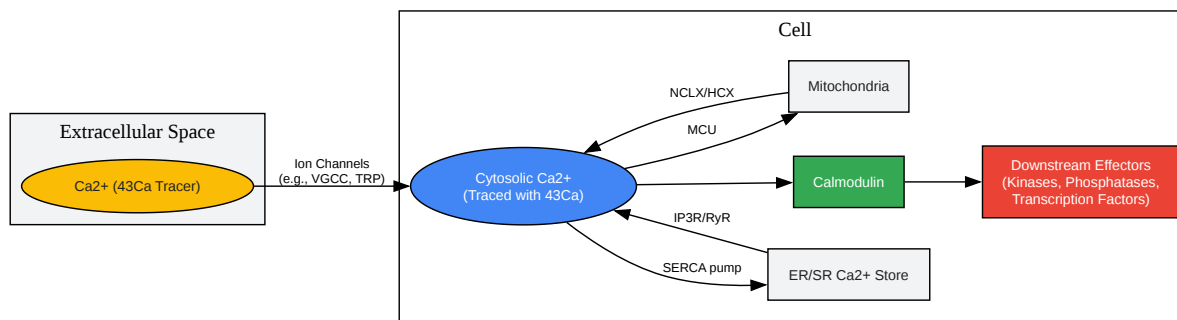 Cell
Extracellular Space
Ca2+ (43Ca Tracer)
Ion Channels
(e.g., VGCC, TRP)
Cytosolic Ca2+
(Traced with 43Ca)
NCLX/HCX
MCU
Mitochondria
Calmodulin
Downstream Effectors
(Kinases, Phosphatases,
Transcription Factors)
IP3R/RyR
SERCA pump
ER/SR Ca2+ Store